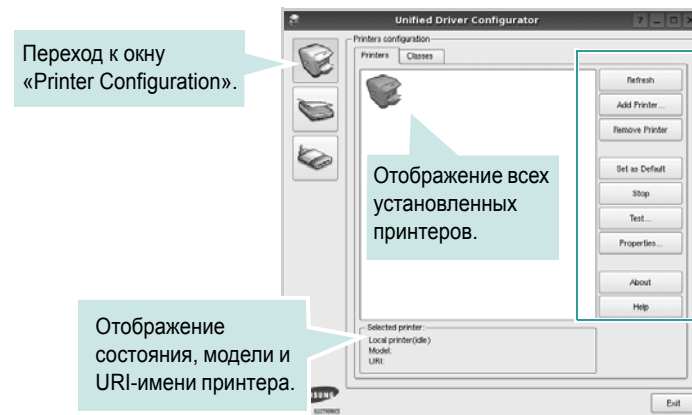 Unified Driver Configurator
Переход к окну
«Printer Configuration».
Printers configuration
Printers
Classes
Refresh
Add Printer...
Remove Printer
Set as Default
Stop
Test...
Properties...
About
Help
Отображение всех
установленных
принтеров.
Отображение
состояния, модели и
URI-имени принтера.
Selected printer:
Local printer(idle)
Model:
URI:
ELECTRONICS
Exit